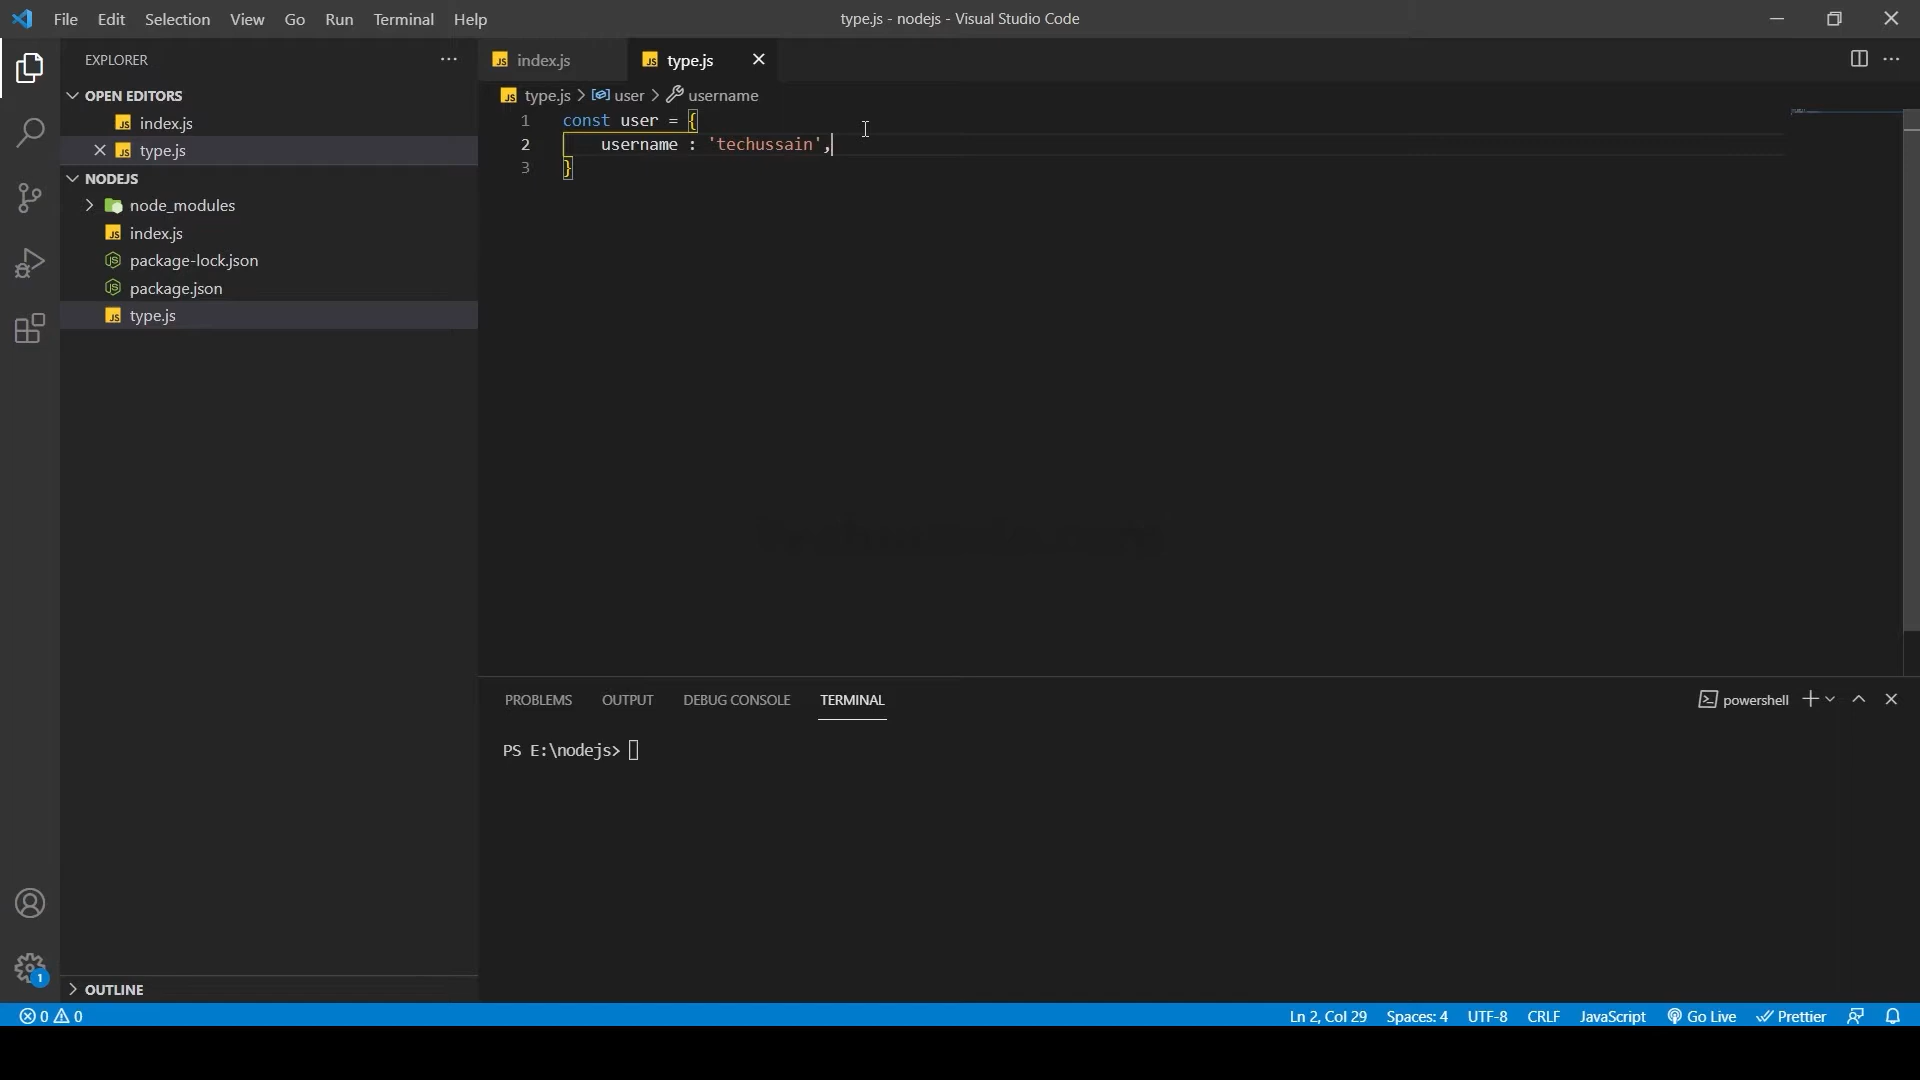 File Edit Selection View Go Run Terminal Help
type.js - nodejs - Visual Studio Code
EXPLORER
OPEN EDITORS
index.js
type.js
NODEJS
node_modules
index.js
package-lock.json
package.json
type.js
OUTLINE
index.js type.js
type.js > user > username
1 const user = {
2 username : 'techussain',
3 }
PROBLEMS OUTPUT DEBUG CONSOLE TERMINAL
powershell
PS E:\nodejs>
0 0 Ln 2, Col 29 Spaces: 4 UTF-8 CRLF JavaScript Go Live Prettier
1